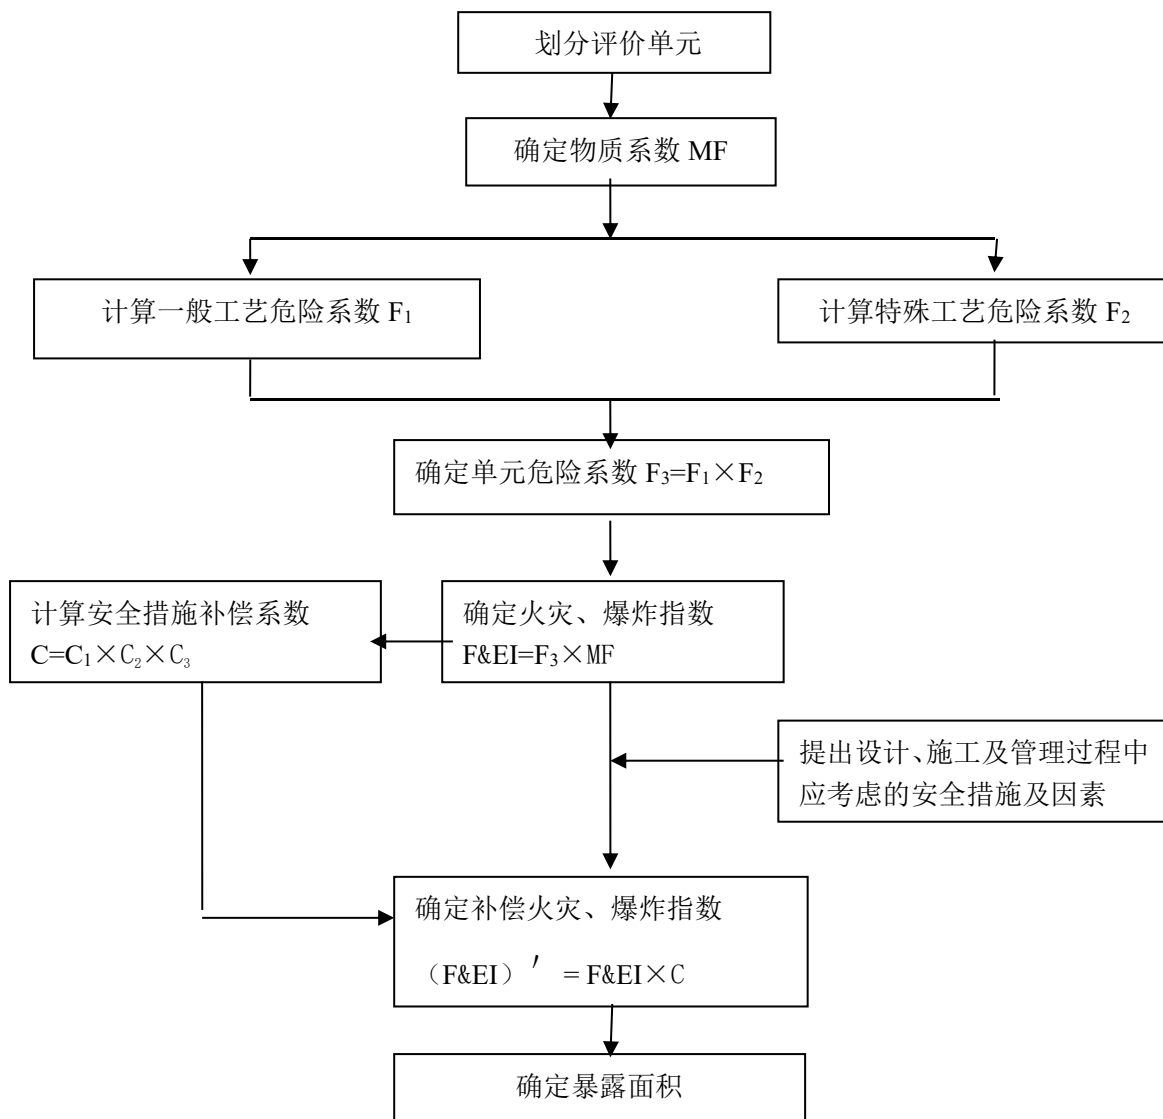 划分评价单元
确定物质系数 MF
计算一般工艺危险系数 F₁
计算特殊工艺危险系数 F₂
确定单元危险系数 F₃=F₁×F₂
计算安全措施补偿系数
C=C₁×C₂×C₃
确定火灾、爆炸指数
F&EI=F₃×MF
提出设计、施工及管理过程中
应考虑的安全措施及因素
确定补偿火灾、爆炸指数
（F&EI）′ = F&EI×C
确定暴露面积